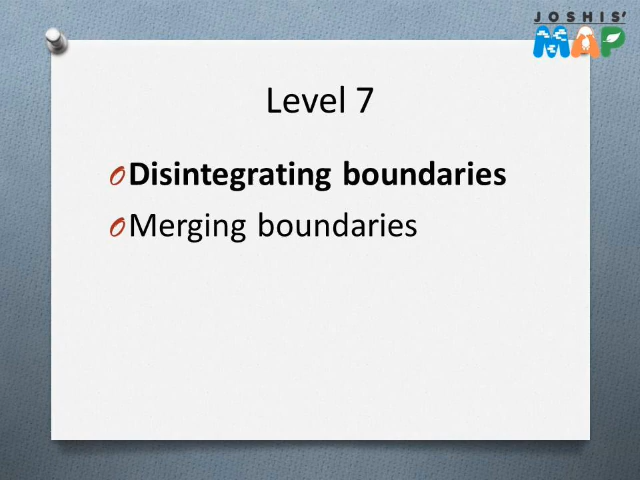 JOSHIS'
MAP
Level 7
Disintegrating boundaries
Merging boundaries